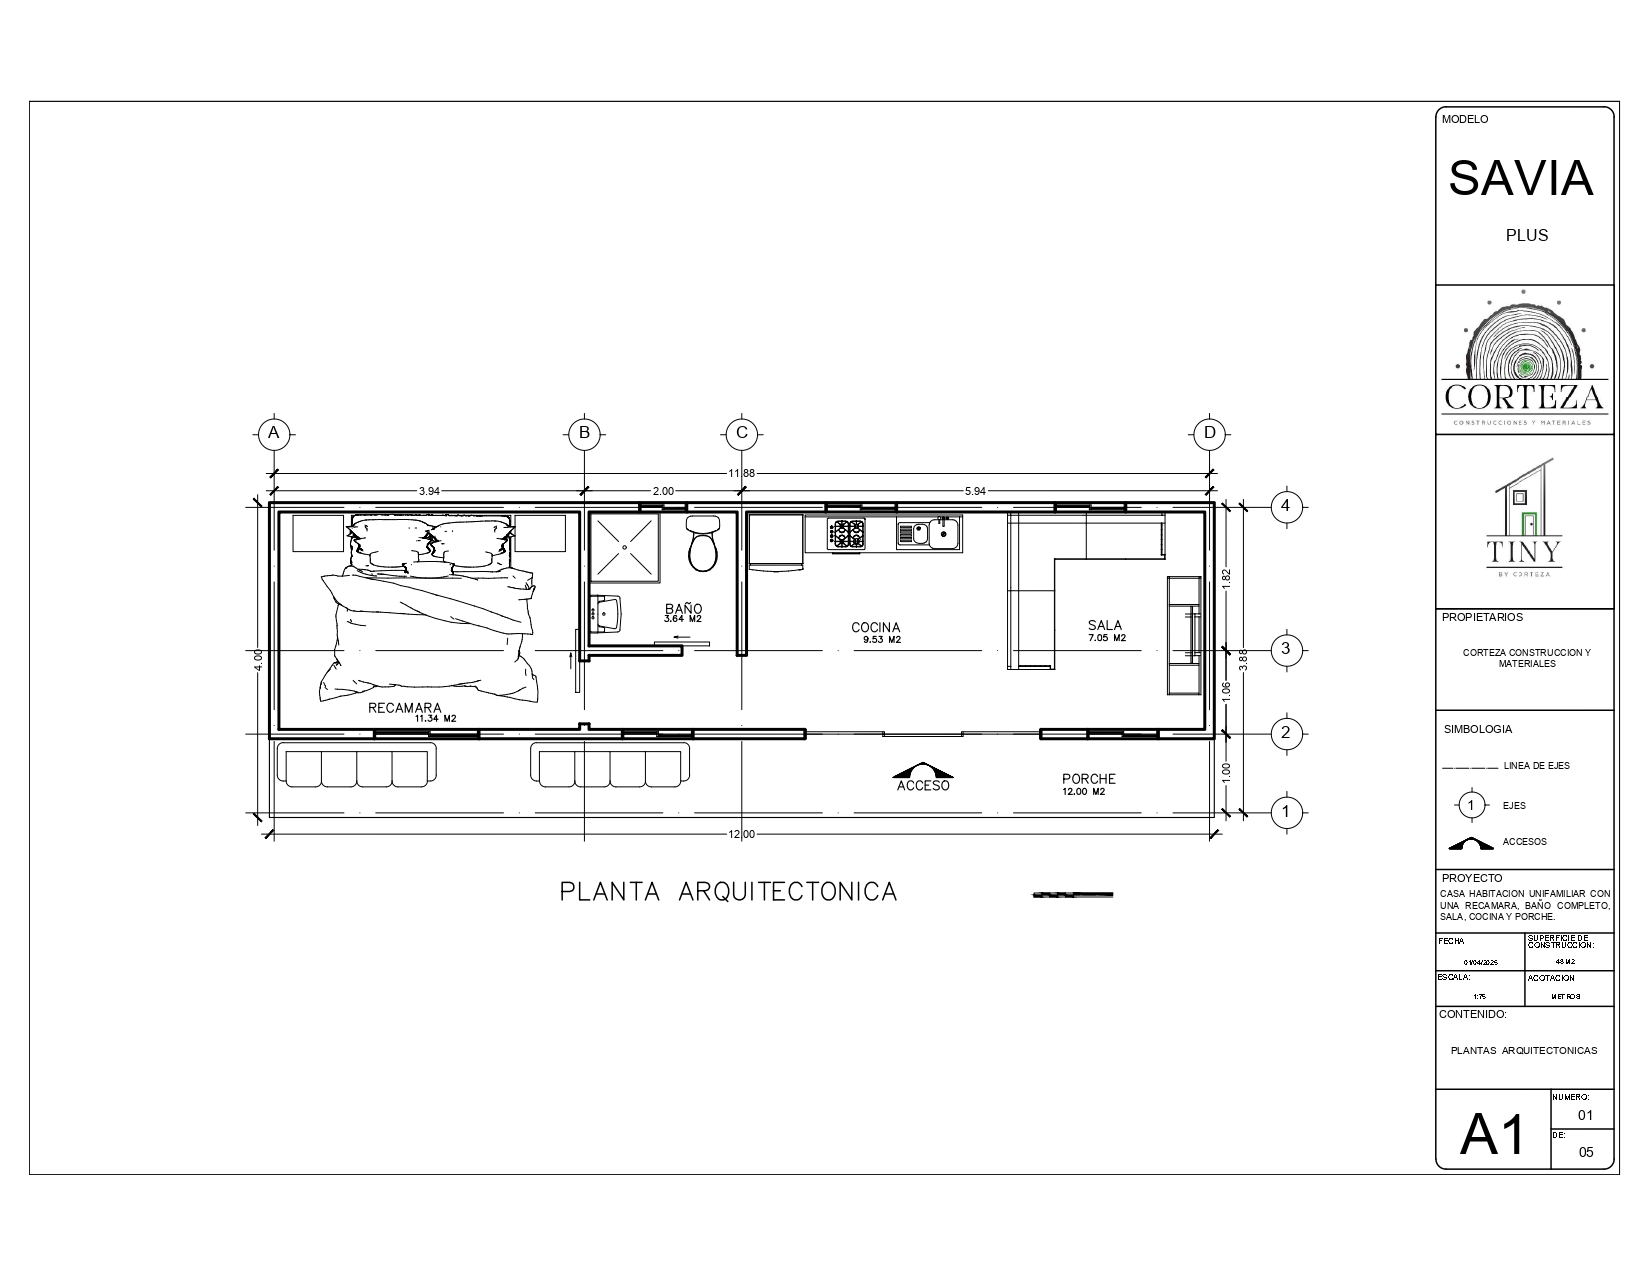 A
B
C
D
11.88
3.94
2.00
5.94
4
3
2
1
1.82
1.06
1.00
3.88
4.00
BAÑO
3.64 M2
COCINA
9.53 M2
SALA
7.05 M2
RECAMARA
11.34 M2
ACCESO
PORCHE
12.00 M2
12.00
PLANTA ARQUITECTONICA
MODELO
SAVIA
PLUS
CORTEZA
CONSTRUCCIONES Y MATERIALES
TINY
BY CORTEZA
PROPIETARIOS
CORTEZA CONSTRUCCION Y
MATERIALES
SIMBOLOGIA
LINEA DE EJES
1
EJES
ACCESOS
PROYECTO
CASA HABITACION UNIFAMILIAR CON
UNA RECAMARA, BAÑO COMPLETO,
SALA, COCINA Y PORCHE.
FECHA
01/04/2025
SUPERFICIE DE
CONSTRUCCION:
48 M2
ESCALA:
1:75
ACOTACION
METROS
CONTENIDO:
PLANTAS ARQUITECTONICAS
A1
NUMERO:
01
DE:
05